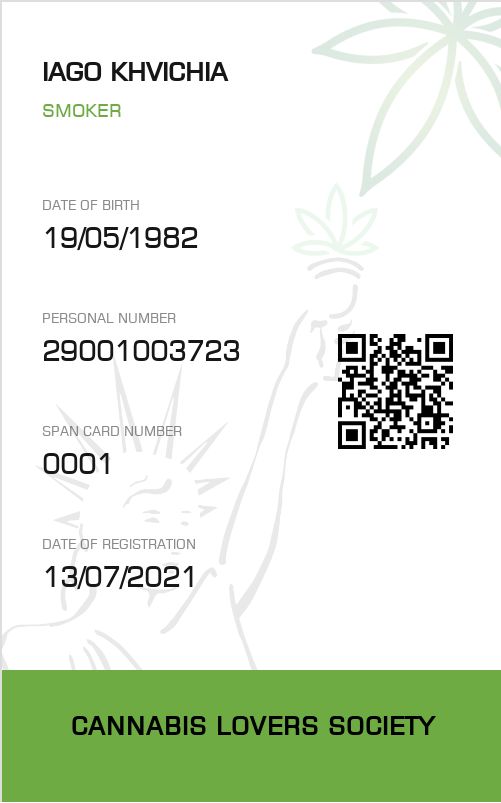 IAGO KHVICHIA
SMOKER
DATE OF BIRTH
19/05/1982
PERSONAL NUMBER
29001003723
SPAN CARD NUMBER
0001
DATE OF REGISTRATION
13/07/2021
CANNABIS LOVERS SOCIETY